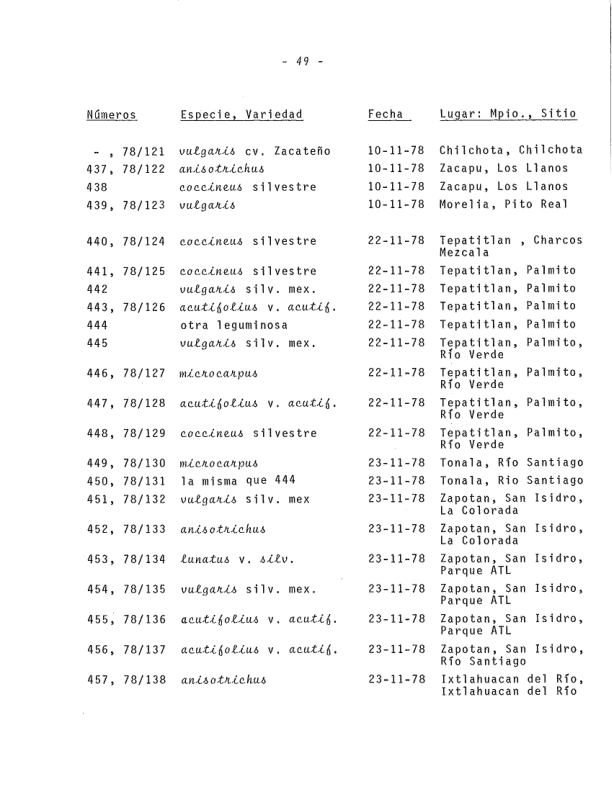 - 49 -
Números Especie, Variedad Fecha Lugar: Mpio., Sitio
- , 78/121 vulgaris cv. Zacateño 10-11-78 Chilchota, Chilchota
437, 78/122 anisotrichus 10-11-78 Zacapu, Los Llanos
438 coccineus silvestre 10-11-78 Zacapu, Los Llanos
439, 78/123 vulgaris 10-11-78 Morelia, Pito Real
440, 78/124 coccineus silvestre 22-11-78 Tepatitlan , Charcos
Mezcala
441, 78/125 coccineus silvestre 22-11-78 Tepatitlan, Palmito
442 vulgaris silv. mex. 22-11-78 Tepatitlan, Palmito
443, 78/126 acutifolius v. acutif. 22-11-78 Tepatitlan, Palmito
444 otra leguminosa 22-11-78 Tepatitlan, Palmito
445 vulgaris silv. mex. 22-11-78 Tepatitlan, Palmito,
Río Verde
446, 78/127 microcarpus 22-11-78 Tepatitlan, Palmito,
Río Verde
447, 78/128 acutifolius v. acutif. 22-11-78 Tepatitlan, Palmito,
Río Verde
448, 78/129 coccineus silvestre 22-11-78 Tepatitlan, Palmito,
Río Verde
449, 78/130 microcarpus 23-11-78 Tonala, Río Santiago
450, 78/131 la misma que 444 23-11-78 Tonala, Rio Santiago
451, 78/132 vulgaris silv. mex 23-11-78 Zapotan, San Isidro,
La Colorada
452, 78/133 anisotrichus 23-11-78 Zapotan, San Isidro,
La Colorada
453, 78/134 lunatus v. silv. 23-11-78 Zapotan, San Isidro,
Parque ATL
454, 78/135 vulgaris silv. mex. 23-11-78 Zapotan, San Isidro,
Parque ATL
455, 78/136 acutifolius v. acutif. 23-11-78 Zapotan, San Isidro,
Parque ATL
456, 78/137 acutifolius v. acutif. 23-11-78 Zapotan, San Isidro,
Río Santiago
457, 78/138 anisotrichus 23-11-78 Ixtlahuacan del Río,
Ixtlahuacan del Río